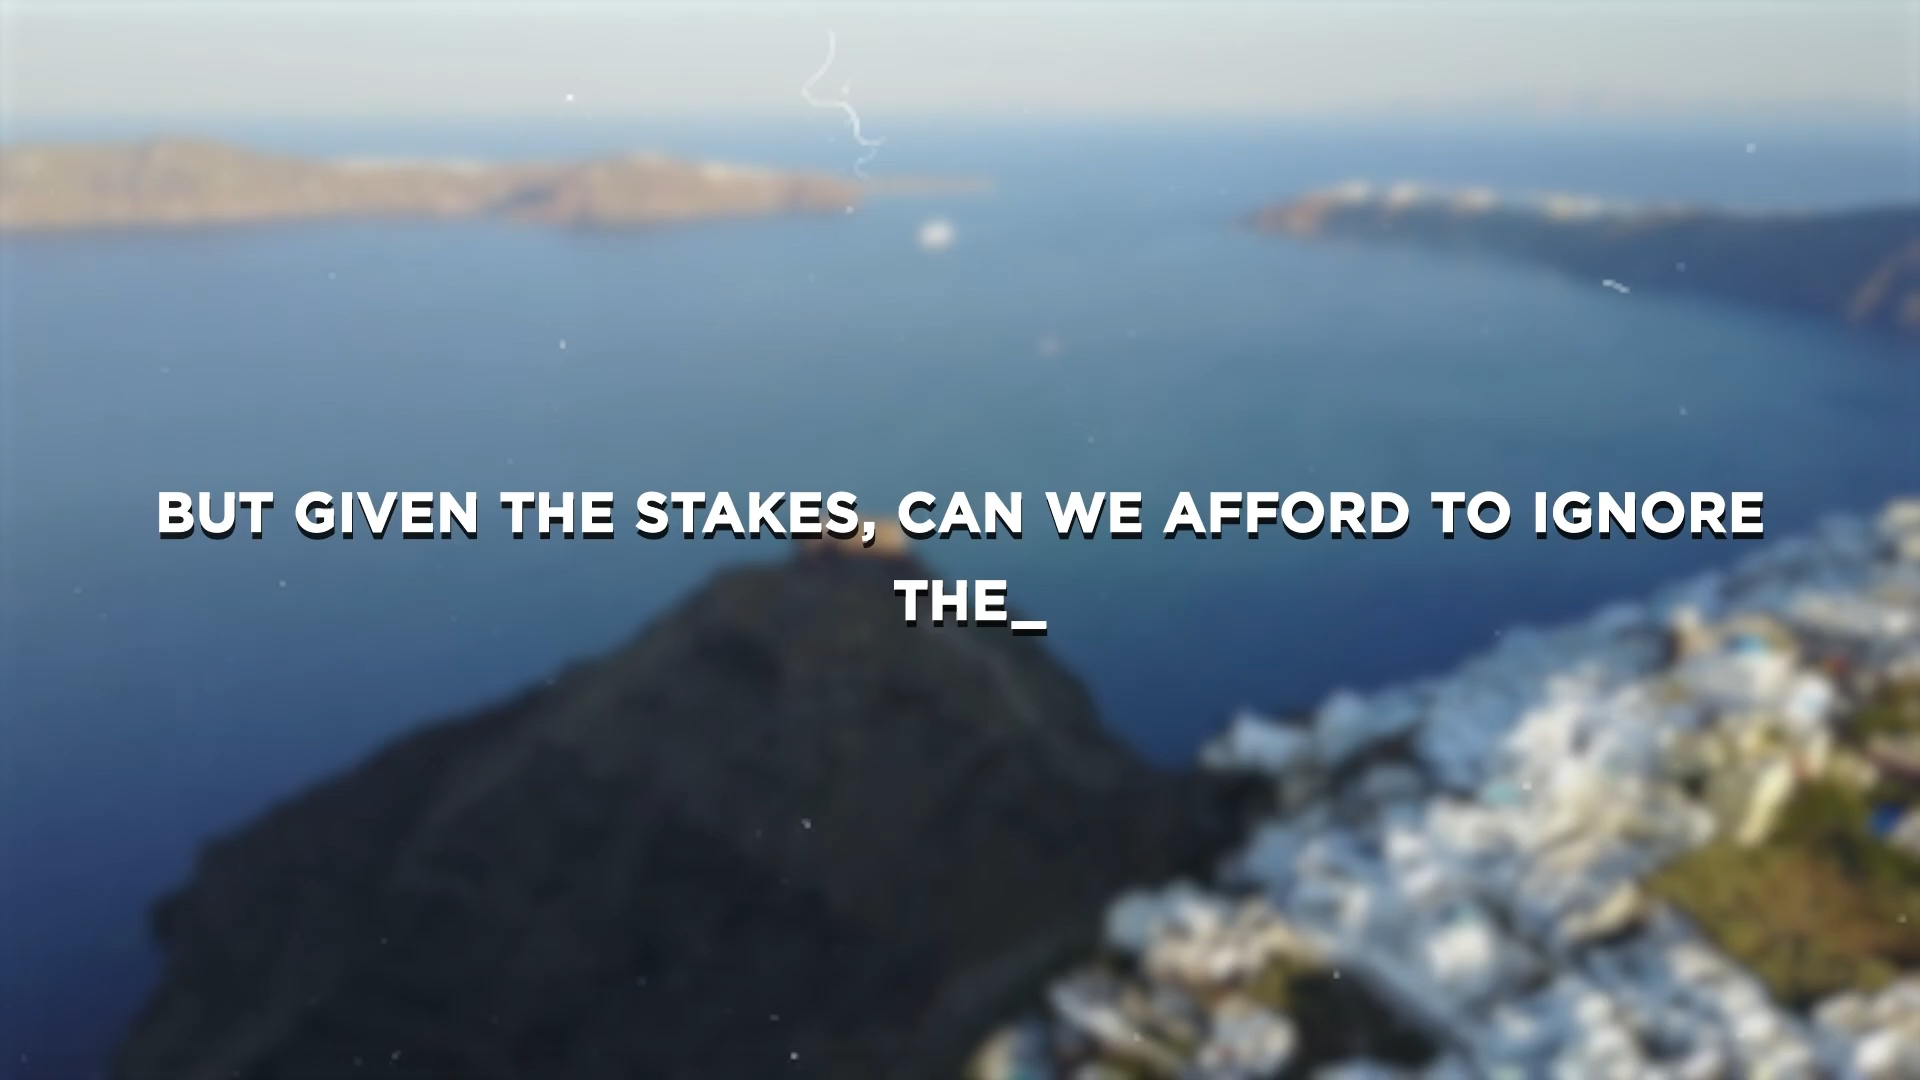 BUT GIVEN THE STAKES, CAN WE AFFORD TO IGNORE
THE_